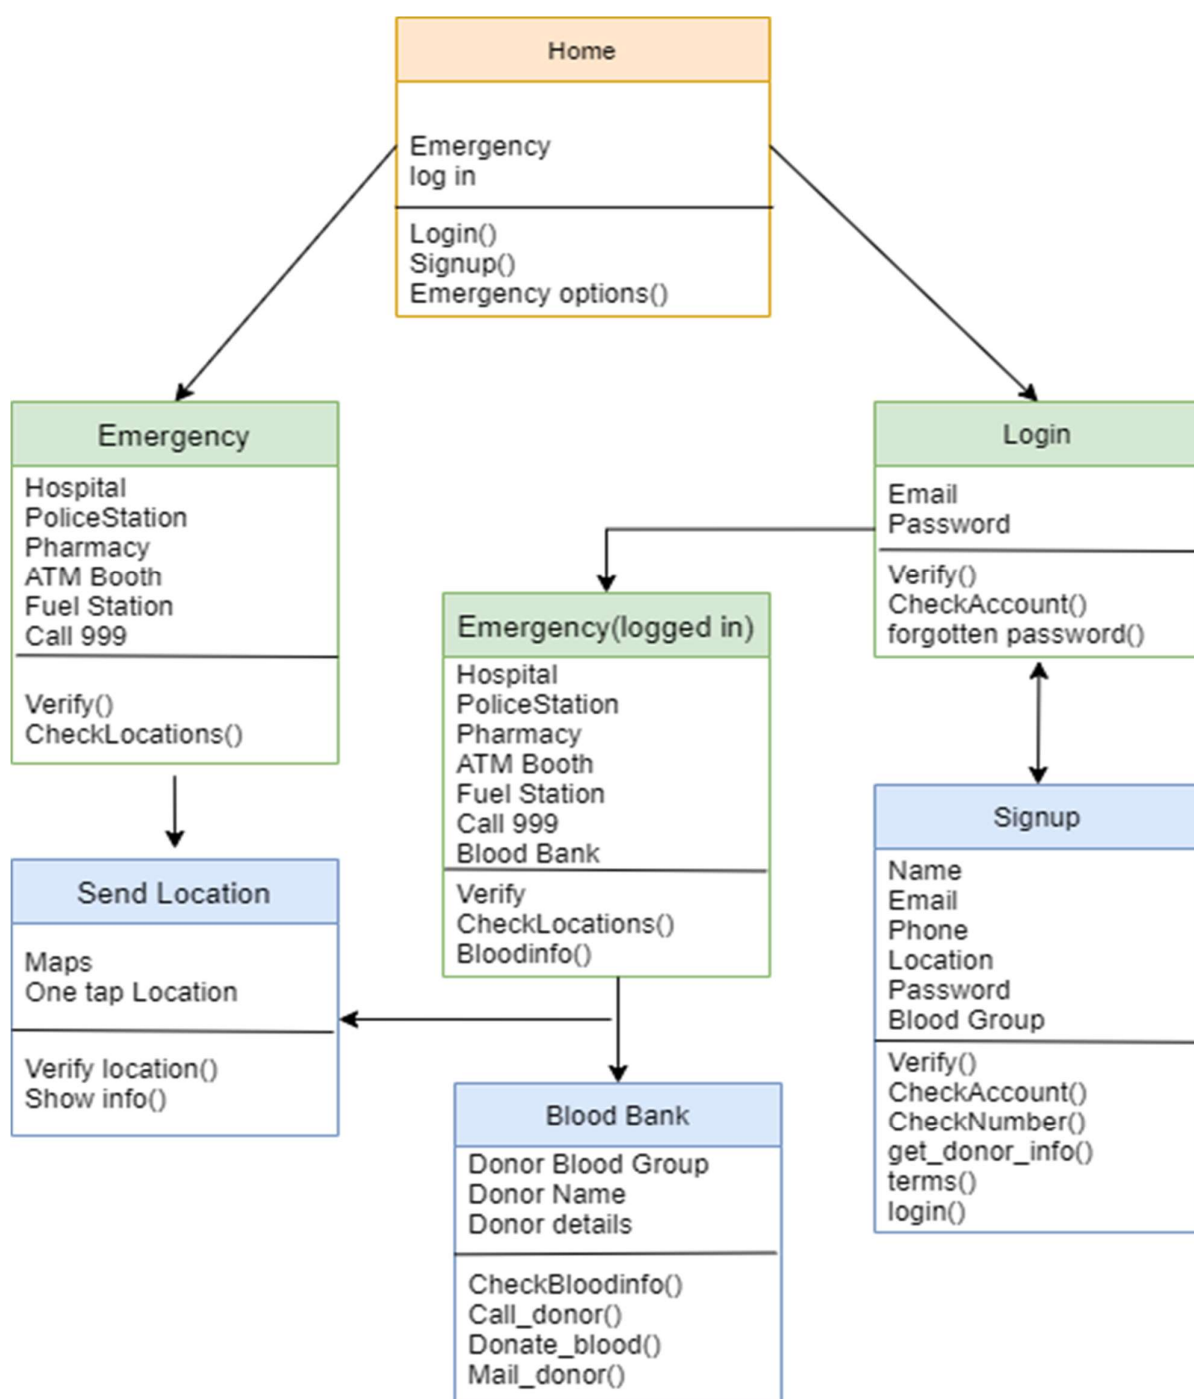 Home
Emergency
log in
Login()
Signup()
Emergency options()
Emergency
Hospital
PoliceStation
Pharmacy
ATM Booth
Fuel Station
Call 999
Verify()
CheckLocations()
Login
Email
Password
Verify()
CheckAccount()
forgotten password()
Emergency(logged in)
Hospital
PoliceStation
Pharmacy
ATM Booth
Fuel Station
Call 999
Blood Bank
Verify
CheckLocations()
Bloodinfo()
Signup
Name
Email
Phone
Location
Password
Blood Group
Verify()
CheckAccount()
CheckNumber()
get_donor_info()
terms()
login()
Send Location
Maps
One tap Location
Verify location()
Show info()
Blood Bank
Donor Blood Group
Donor Name
Donor details
CheckBloodinfo()
Call_donor()
Donate_blood()
Mail_donor()